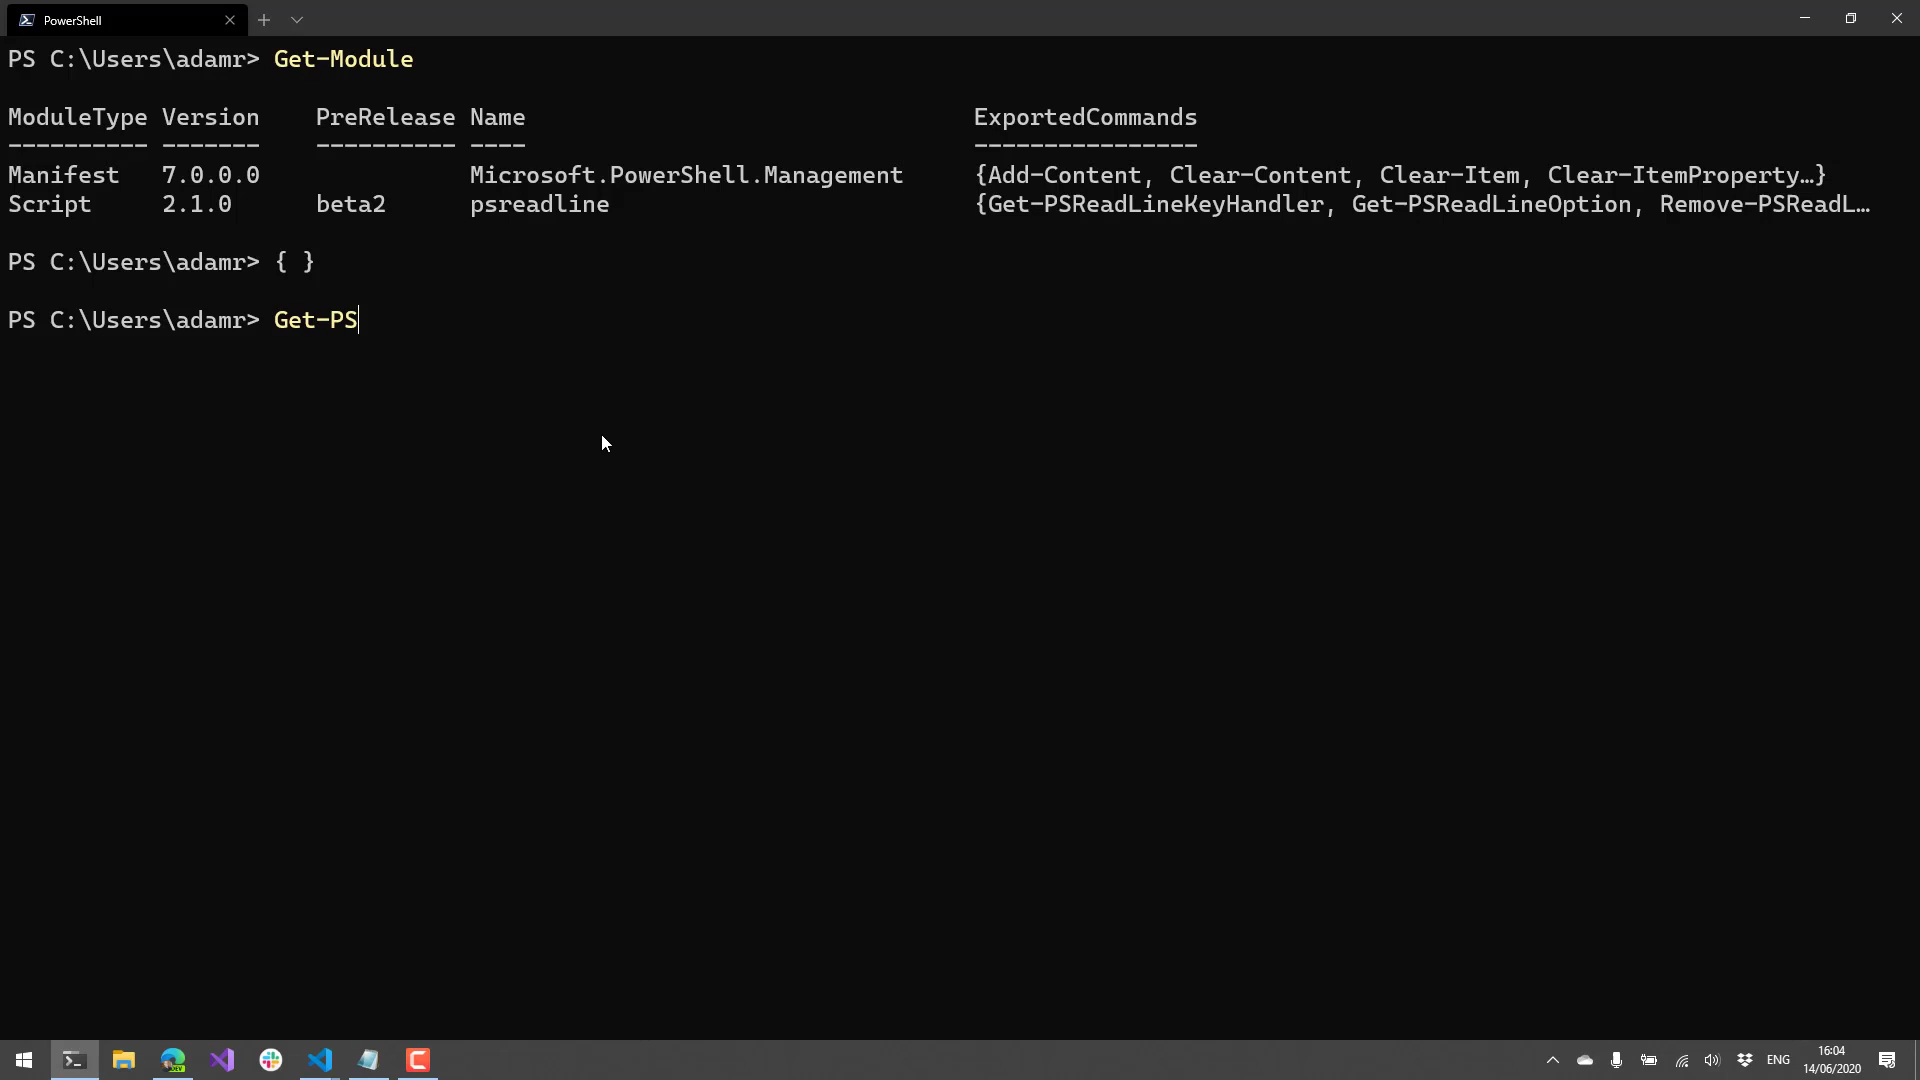 PowerShell
PS C:\Users\adamr> Get-Module
ModuleType Version    PreRelease Name                                ExportedCommands
---------- -------    ---------- ----                                ----------------
Manifest   7.0.0.0               Microsoft.PowerShell.Management     {Add-Content, Clear-Content, Clear-Item, Clear-ItemProperty…}
Script     2.1.0      beta2      psreadline                          {Get-PSReadLineKeyHandler, Get-PSReadLineOption, Remove-PSReadL…
PS C:\Users\adamr> { }
PS C:\Users\adamr> Get-PS
DEV
ENG
16:04
14/06/2020